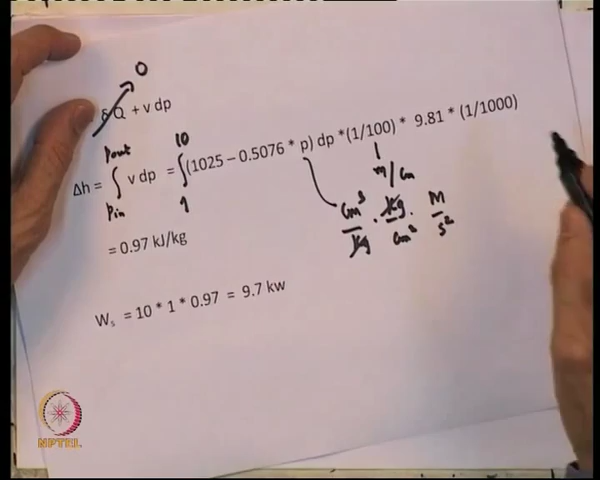 0
δQ + v dp
Pout 10
Δh = ∫ v dp = ∫(1025 – 0.5076 * p) dp *(1/100) * 9.81 * (1/1000)
Pin 1
m/cm
cm³/kg . kg/cm² . m/s²
= 0.97 kJ/kg
Wₛ = 10 * 1 * 0.97 = 9.7 kw
NPTEL